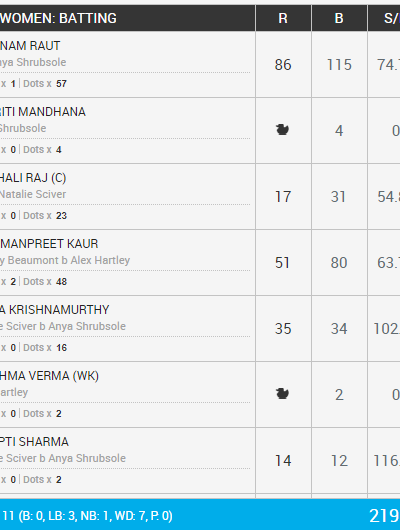 WOMEN: BATTING R B S/
NAM RAUT
ya Shrubsole
x 1 | Dots x 57
86 115 74.
RITI MANDHANA
Shrubsole
x 0 | Dots x 4
4 0
HALI RAJ (C)
Natalie Sciver
x 0 | Dots x 23
17 31 54.8
MANPREET KAUR
y Beaumont b Alex Hartley
x 2 | Dots x 48
51 80 63.
A KRISHNAMURTHY
e Sciver b Anya Shrubsole
x 0 | Dots x 16
35 34 102.
HMA VERMA (WK)
artley
x 0 | Dots x 2
2 0
PTI SHARMA
e Sciver b Anya Shrubsole
x 0 | Dots x 2
14 12 116.
11 (B: 0, LB: 3, NB: 1, WD: 7, P: 0) 219